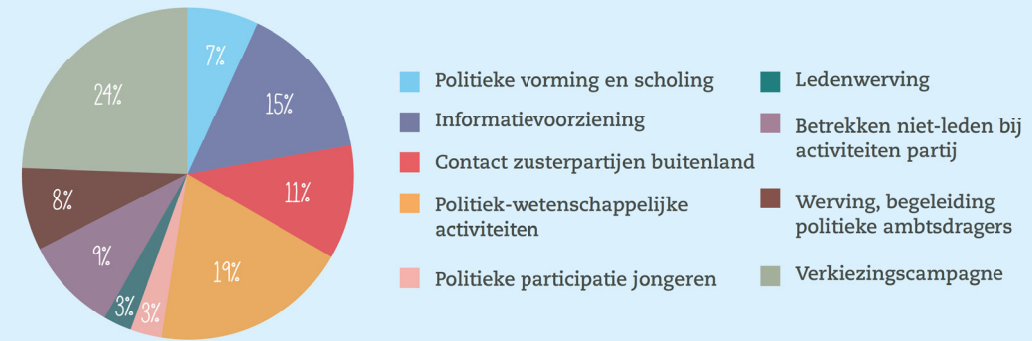 7%
15%
11%
19%
3%
3%
9%
8%
24%
Politieke vorming en scholing
Informatievoorziening
Contact zusterpartijen buitenland
Politiek-wetenschappelijke
activiteiten
Politieke participatie jongeren
Ledenwerving
Betrekken niet-leden bij
activiteiten partij
Werving, begeleiding
politieke ambtsdragers
Verkiezingscampagne